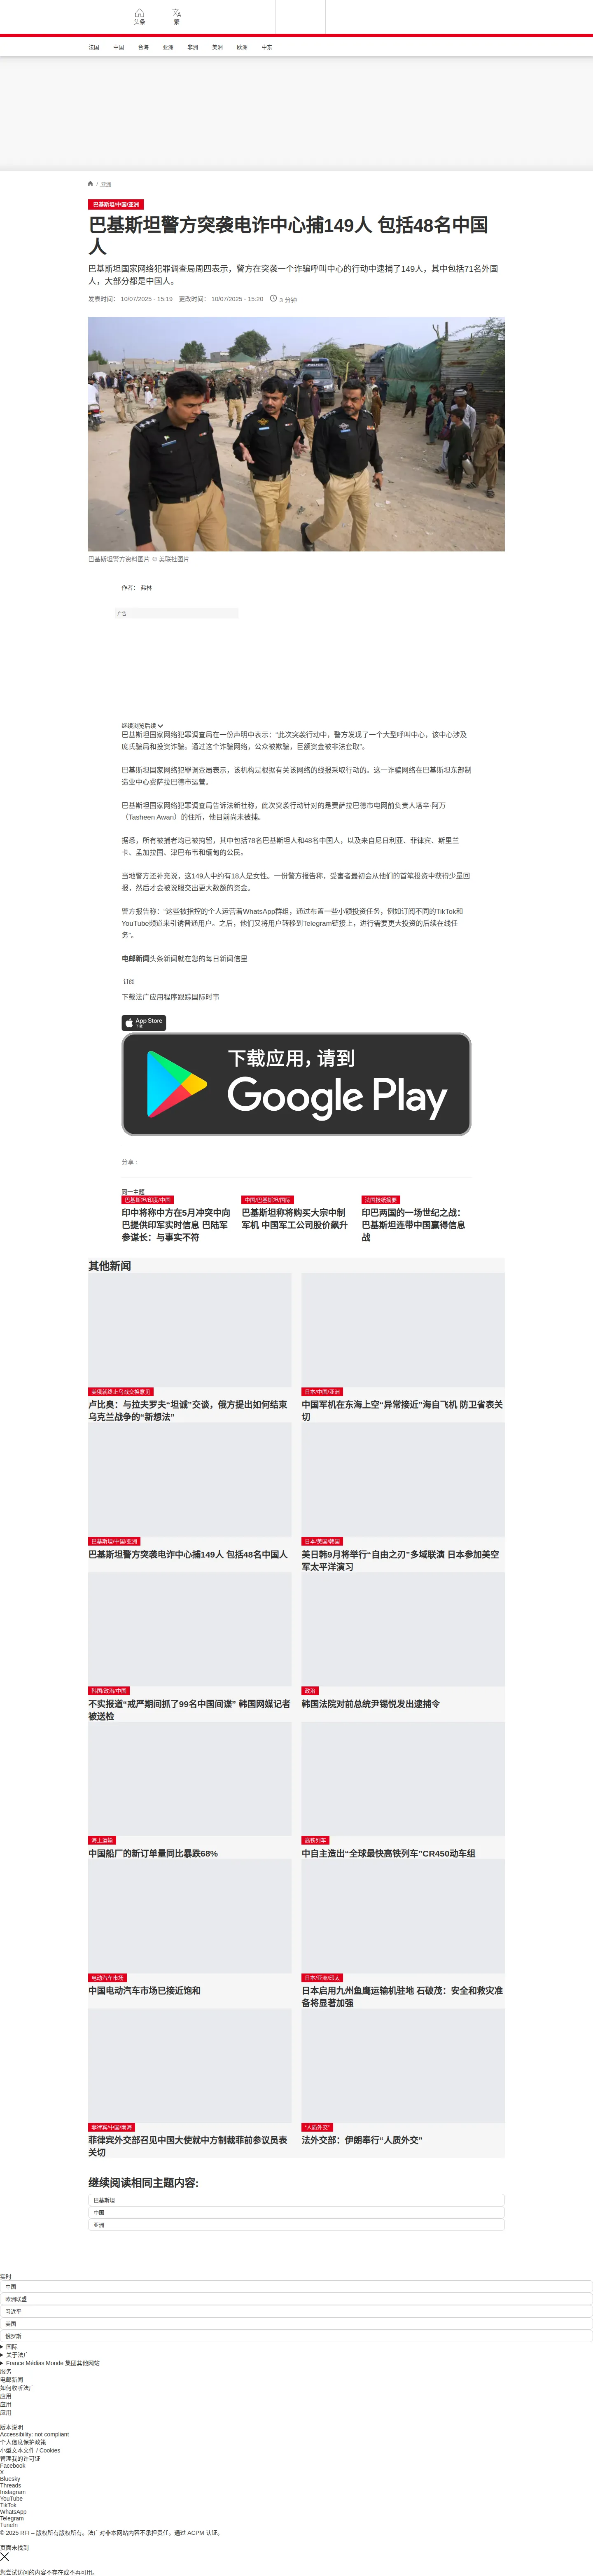 头条
繁
法国
中国
台海
亚洲
非洲
美洲
欧洲
中东
/ 亚洲
巴基斯坦/中国/亚洲
巴基斯坦警方突袭电诈中心捕149人 包括48名中国
人
巴基斯坦国家网络犯罪调查局周四表示，警方在突袭一个诈骗呼叫中心的行动中逮捕了149人，其中包括71名外国
人，大部分都是中国人。
发表时间： 10/07/2025 - 15:19 更改时间： 10/07/2025 - 15:20 3 分钟
巴基斯坦警方资料图片 © 美联社图片
作者： 弗林
广告
继续浏览后续
巴基斯坦国家网络犯罪调查局在一份声明中表示：“此次突袭行动中，警方发现了一个大型呼叫中心，该中心涉及
庞氏骗局和投资诈骗。通过这个诈骗网络，公众被欺骗，巨额资金被非法套取”。
巴基斯坦国家网络犯罪调查局表示，该机构是根据有关该网络的线报采取行动的。这一诈骗网络在巴基斯坦东部制
造业中心费萨拉巴德市运营。
巴基斯坦国家网络犯罪调查局告诉法新社称，此次突袭行动针对的是费萨拉巴德市电网前负责人塔辛·阿万
（Tasheen Awan）的住所，他目前尚未被捕。
据悉，所有被捕者均已被拘留，其中包括78名巴基斯坦人和48名中国人，以及来自尼日利亚、菲律宾、斯里兰
卡、孟加拉国、津巴布韦和缅甸的公民。
当地警方还补充说，这149人中约有18人是女性。一份警方报告称，受害者最初会从他们的首笔投资中获得少量回
报，然后才会被说服交出更大数额的资金。
警方报告称：“这些被指控的个人运营着WhatsApp群组，通过布置一些小额投资任务，例如订阅不同的TikTok和
YouTube频道来引诱普通用户。之后，他们又将用户转移到Telegram链接上，进行需要更大投资的后续在线任
务”。
电邮新闻头条新闻就在您的每日新闻信里
订阅
下载法广应用程序跟踪国际时事
App Store
下载
下载应用，请到
Google Play
分享 :
同一主题
巴基斯坦/印度/中国
印中将称中方在5月冲突中向
巴提供印军实时信息 巴陆军
参谋长：与事实不符
中国/巴基斯坦/国际
巴基斯坦称将购买大宗中制
军机 中国军工公司股价飙升
法国报纸摘要
印巴两国的一场世纪之战：
巴基斯坦连带中国赢得信息
战
其他新闻
美俄就终止乌战交换意见
卢比奥：与拉夫罗夫“坦诚”交谈，俄方提出如何结束
乌克兰战争的“新想法”
日本/中国/亚洲
中国军机在东海上空“异常接近”海自飞机 防卫省表关
切
巴基斯坦/中国/亚洲
巴基斯坦警方突袭电诈中心捕149人 包括48名中国人
日本/美国/韩国
美日韩9月将举行“自由之刃”多域联演 日本参加美空
军太平洋演习
韩国/政治/中国
不实报道“戒严期间抓了99名中国间谍” 韩国网媒记者
被送检
政治
韩国法院对前总统尹锡悦发出逮捕令
海上运输
中国船厂的新订单量同比暴跌68%
高铁列车
中自主造出“全球最快高铁列车”CR450动车组
电动汽车市场
中国电动汽车市场已接近饱和
日本/亚洲/印太
日本启用九州鱼鹰运输机驻地 石破茂：安全和救灾准
备将显著加强
菲律宾/中国/南海
菲律宾外交部召见中国大使就中方制裁菲前参议员表
关切
“人质外交”
法外交部：伊朗奉行“人质外交”
继续阅读相同主题内容:
巴基斯坦
中国
亚洲
实时
中国
欧洲联盟
习近平
美国
俄罗斯
国际
关于法广
France Médias Monde 集团其他网站
服务
电邮新闻
如何收听法广
应用
应用
应用
版本说明
Accessibility: not compliant
个人信息保护政策
小型文本文件 / Cookies
管理我的许可证
Facebook
X
Bluesky
Threads
Instagram
YouTube
TikTok
WhatsApp
Telegram
TuneIn
© 2025 RFI – 版权所有版权所有。法广对非本网站内容不承担责任。通过 ACPM 认证。
页面未找到
您尝试访问的内容不存在或不再可用。